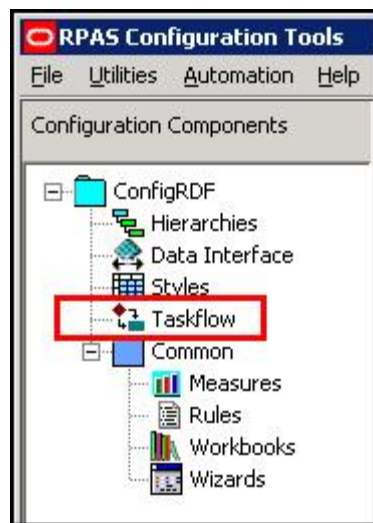 RPAS Configuration Tools
File Utilities Automation Help
Configuration Components
ConfigRDF
Hierarchies
Data Interface
Styles
Taskflow
Common
Measures
Rules
Workbooks
Wizards